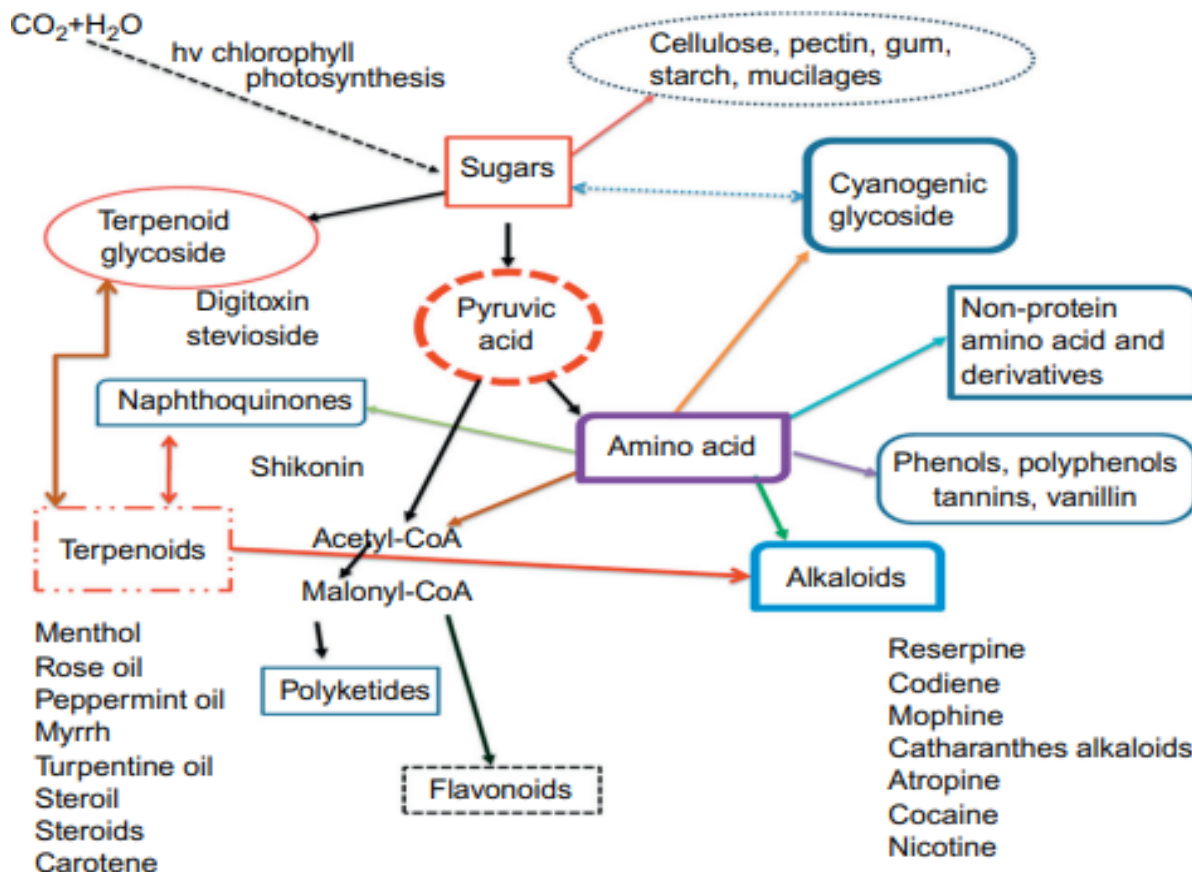 CO₂+H₂O
hv chlorophyll
photosynthesis
Cellulose, pectin, gum,
starch, mucilages
Sugars
Cyanogenic
glycoside
Terpenoid
glycoside
Digitoxin
stevioside
Pyruvic
acid
Non-protein
amino acid and
derivatives
Naphthoquinones
Amino acid
Shikonin
Phenols, polyphenols
tannins, vanillin
Terpenoids
Acetyl-CoA
Malonyl-CoA
Alkaloids
Menthol
Rose oil
Peppermint oil
Myrrh
Turpentine oil
Steroil
Steroids
Carotene
Polyketides
Flavonoids
Reserpine
Codiene
Mophine
Catharanthes alkaloids
Atropine
Cocaine
Nicotine